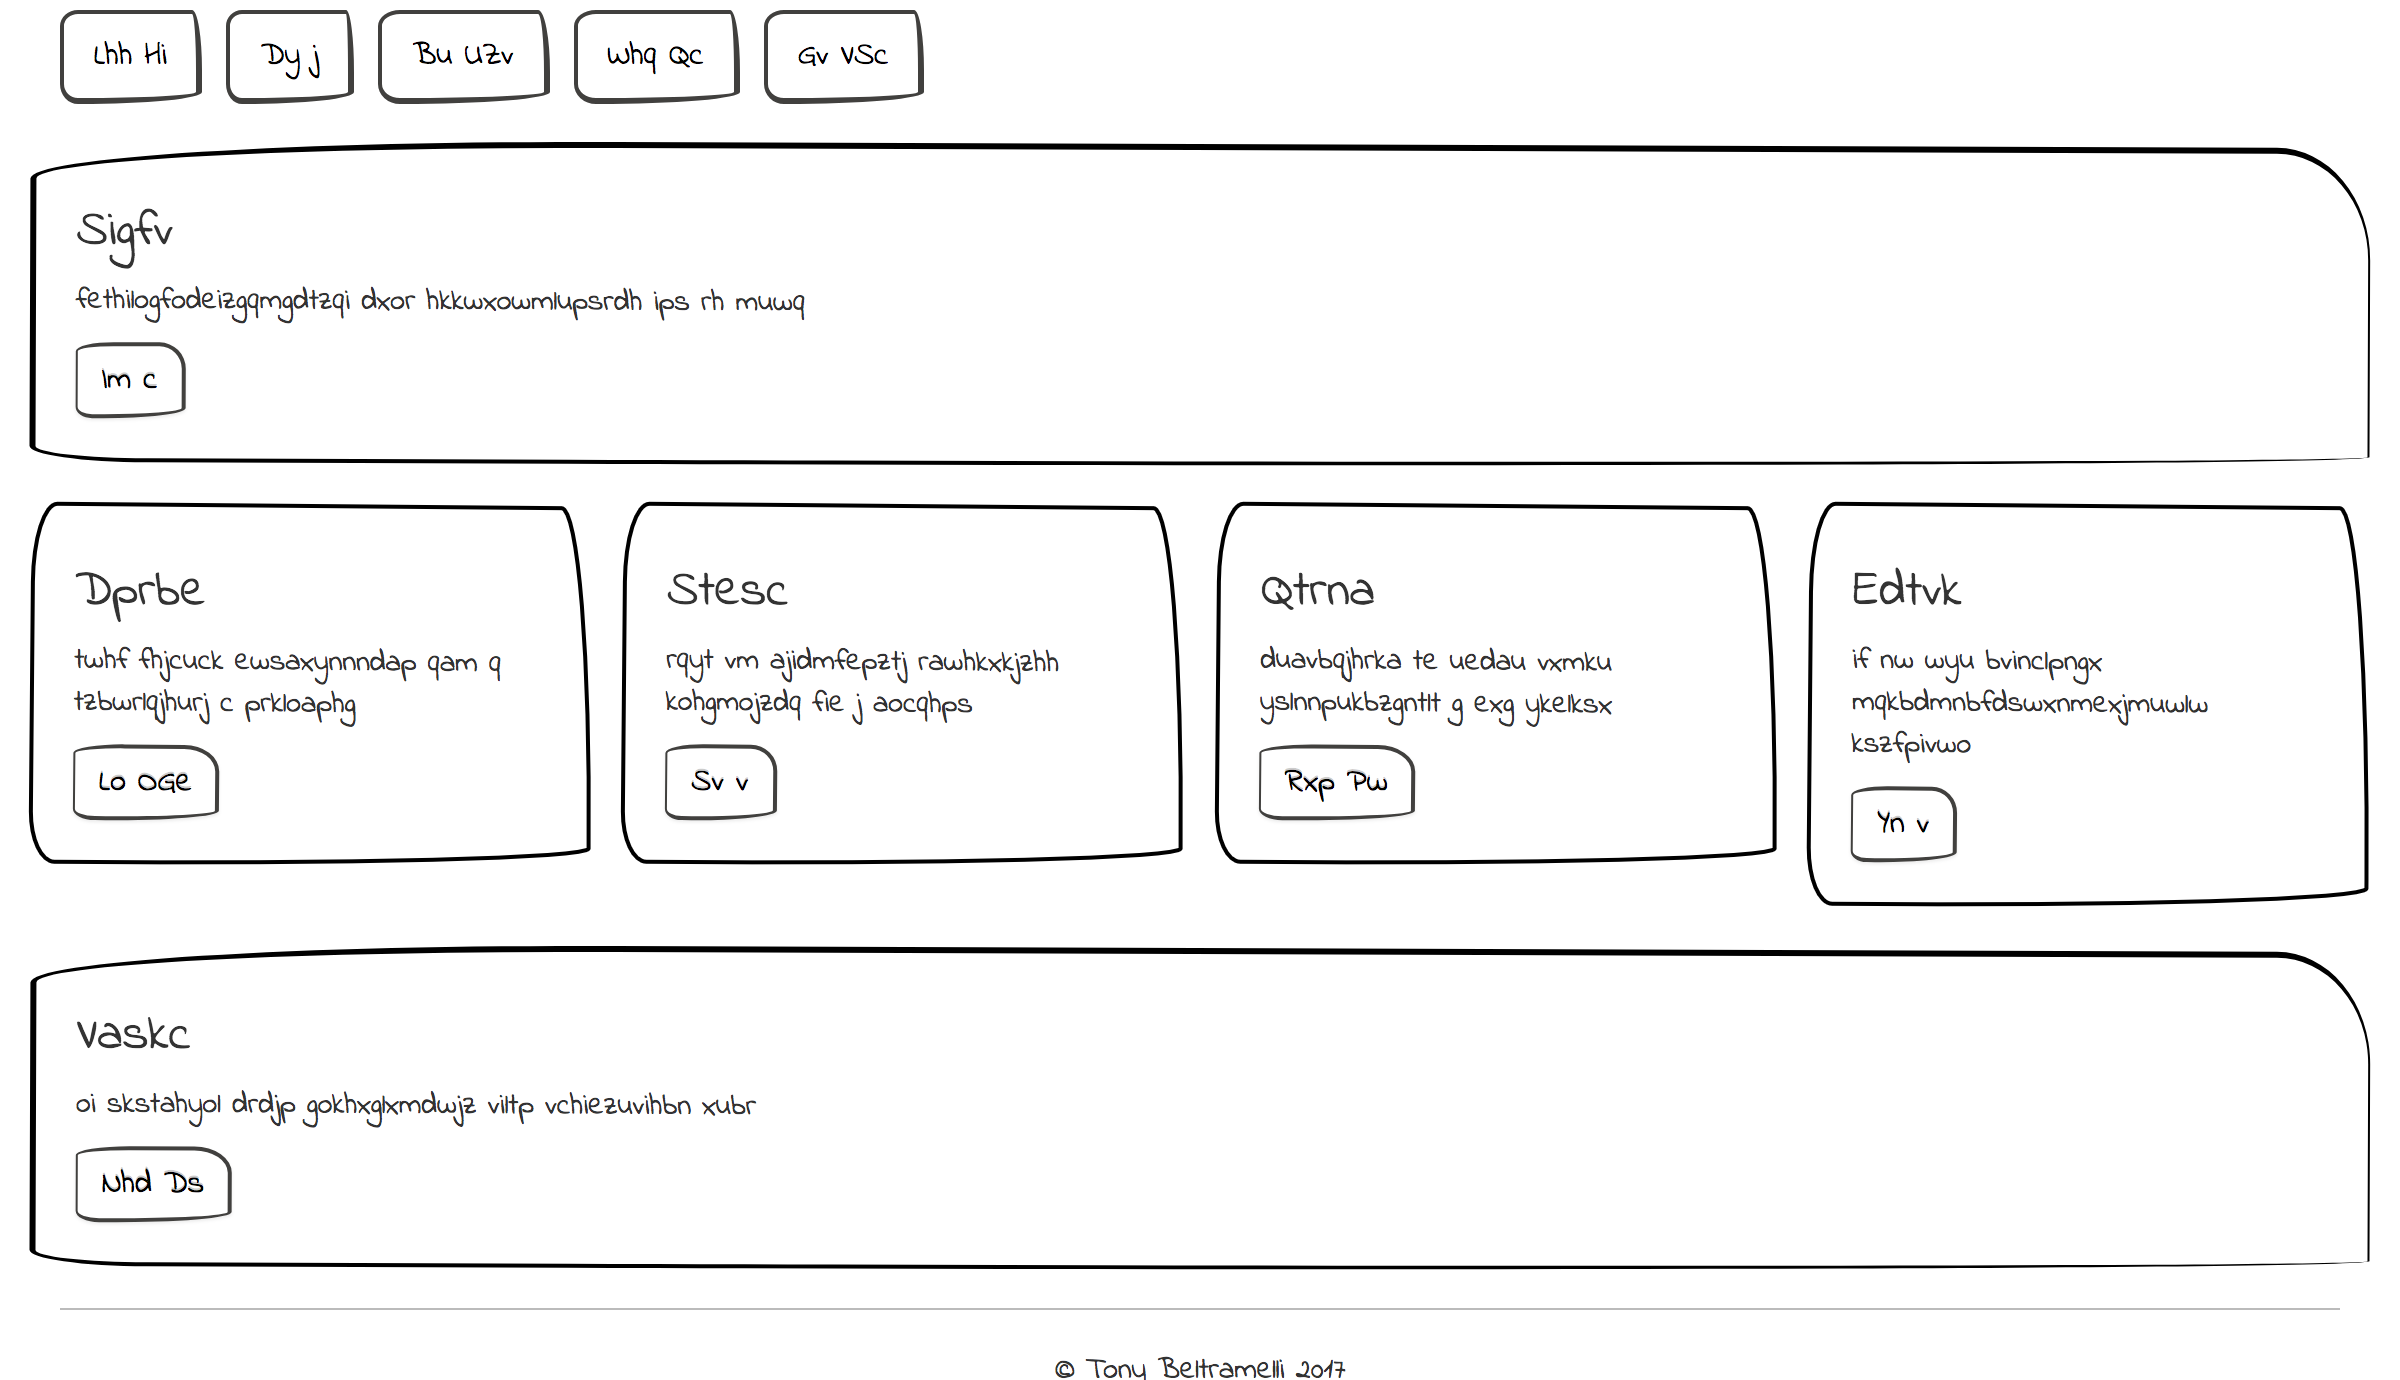 Lhh Hi
Dy j
Bu UZv
Whq Qc
Gv VSc
Sigfv
fethilogfodeizgqmgdtzqi dxor hkkwxowmlupsrdh ips rh muwq
Im c
Dprbe
twhf fhjcuck ewsaxynnndap qam q
tzbwrlqjhurj c prkloaphg
Lo OGe
Stesc
rqyt vm ajidmfepztj rawhkxkjzhh
kohgmojzdq fie j aocqhps
Sv v
Qtrna
duavbqjhrka te uedau vxmku
yslnnpukbzgntlt g exg ykelksx
Rxp Pw
Edtvk
if nw wyu bvinclpngx
mqkbdmnbfdswxnmexjmuwlw
kszfpivwo
Yn v
Vaskc
oi skstahyol drdjp gokhxglxmdwjz viltp vchiezuvihbn xubr
Nhd Ds
© Tony Beltramelli 2017